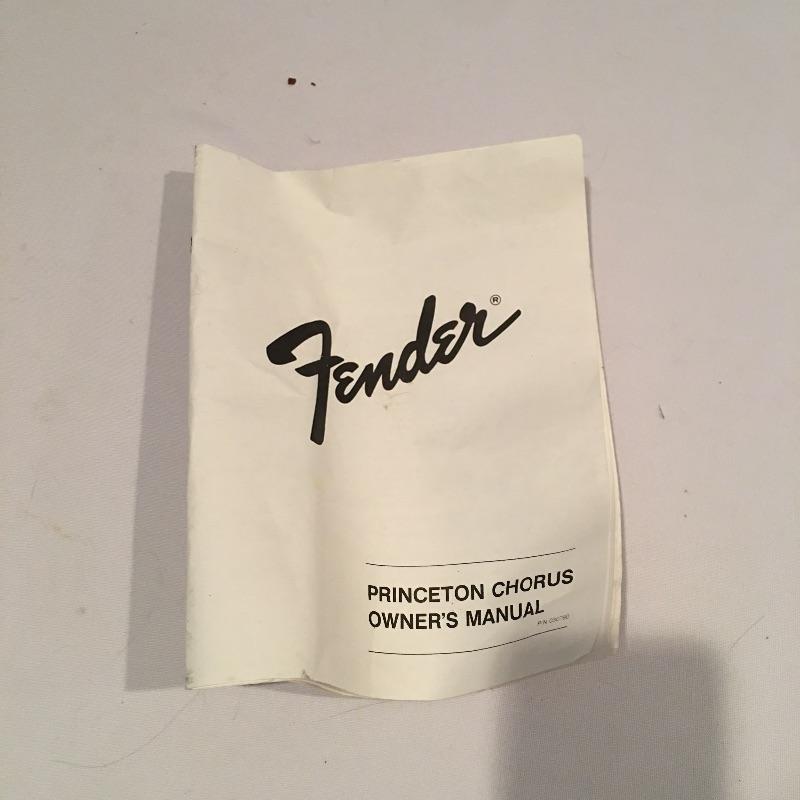 Fender®
PRINCETON CHORUS
OWNER'S MANUAL
P/N